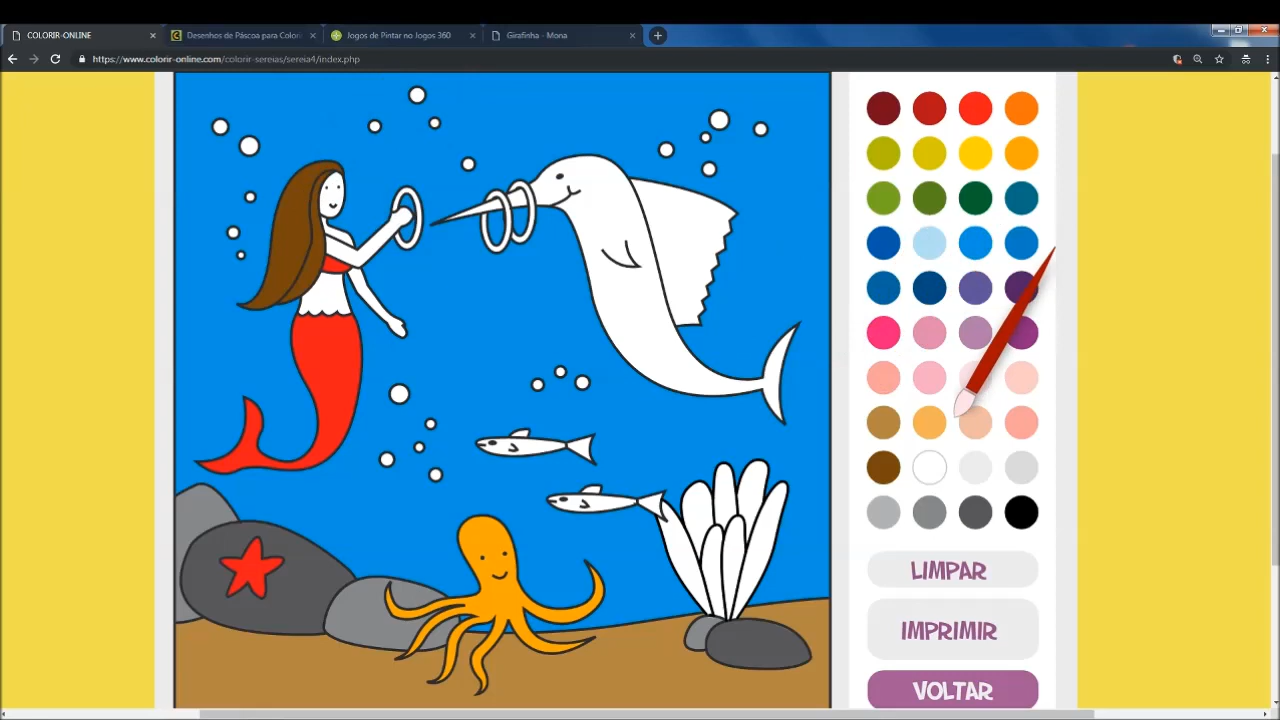 COLORIR-ONLINE
Desenhos de Páscoa para Colorir
Jogos de Pintar no Jogos 360
Girafinha - Mona
https://www.colorir-online.com/colorir-sereias/sereia4/index.php
LIMPAR
IMPRIMIR
VOLTAR